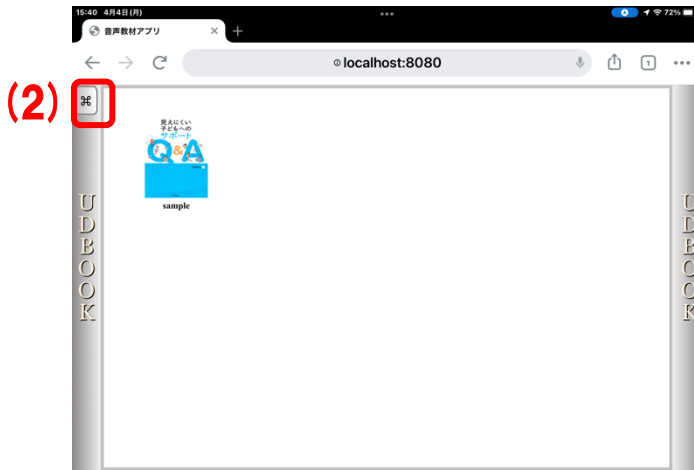 15:40 4月4日(月)
72%
音声教材アプリ
localhost:8080
1
(2)
⌘
見えにくい
子どもへの
サポート
Q&A
sample
UDBOOK
UDBOOK